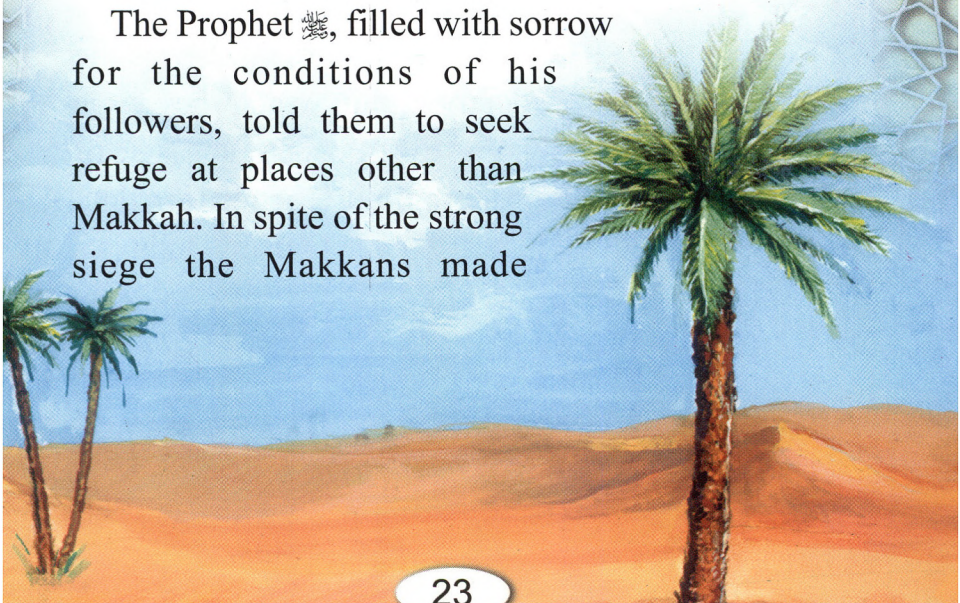 The Prophet ﷺ, filled with sorrow
for the conditions of his
followers, told them to seek
refuge at places other than
Makkah. In spite of the strong
siege the Makkans made
23